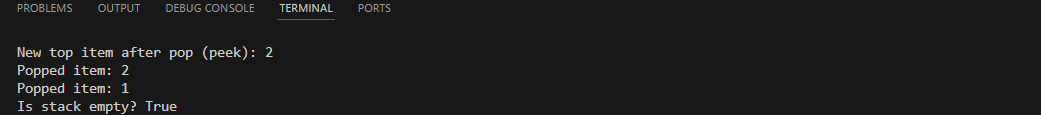 PROBLEMS OUTPUT DEBUG CONSOLE TERMINAL PORTS
New top item after pop (peek): 2
Popped item: 2
Popped item: 1
Is stack empty? True